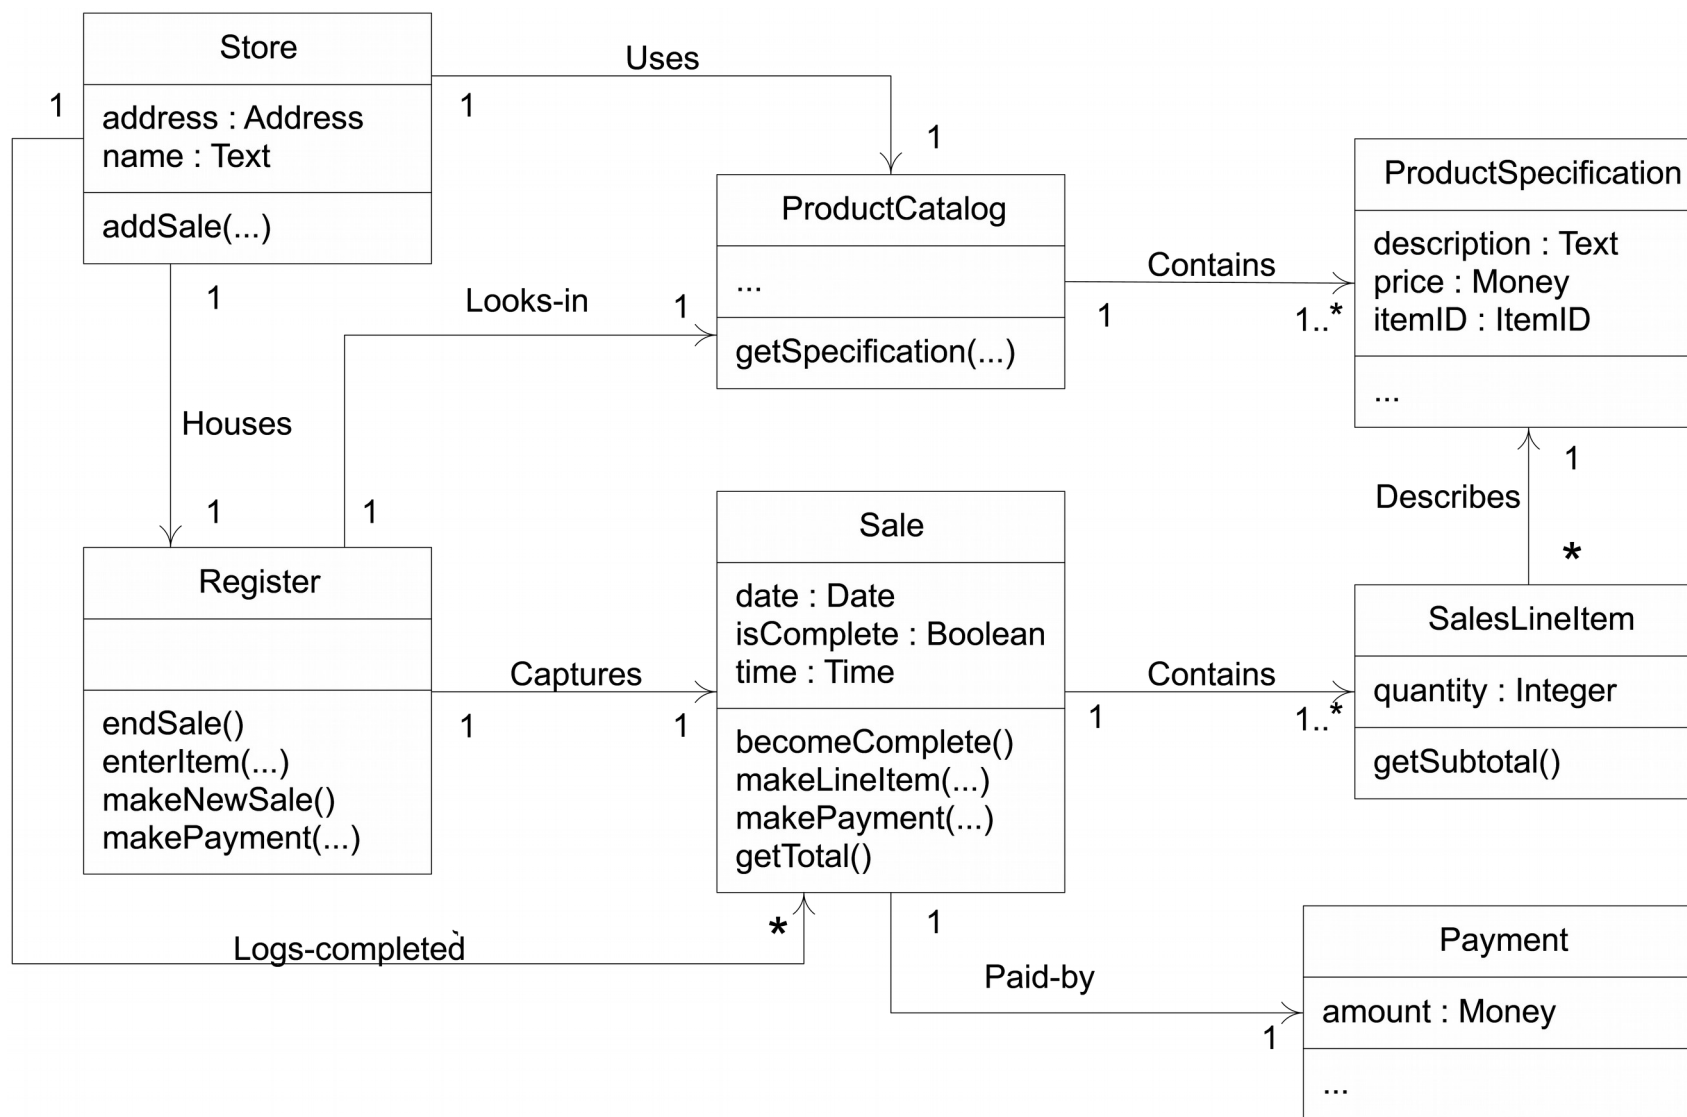 Store
address : Address
name : Text
addSale(...)
1
1
Uses
1
ProductCatalog
...
getSpecification(...)
Contains
1
1..*
ProductSpecification
description : Text
price : Money
itemID : ItemID
...
1
Houses
1
Looks-in
1
1
Register
endSale()
enterItem(...)
makeNewSale()
makePayment(...)
Captures
1
1
Sale
date : Date
isComplete : Boolean
time : Time
becomeComplete()
makeLineItem(...)
makePayment(...)
getTotal()
Contains
1
1..*
1
Describes
*
SalesLineItem
quantity : Integer
getSubtotal()
Logs-completed
*
1
Paid-by
1
Payment
amount : Money
...